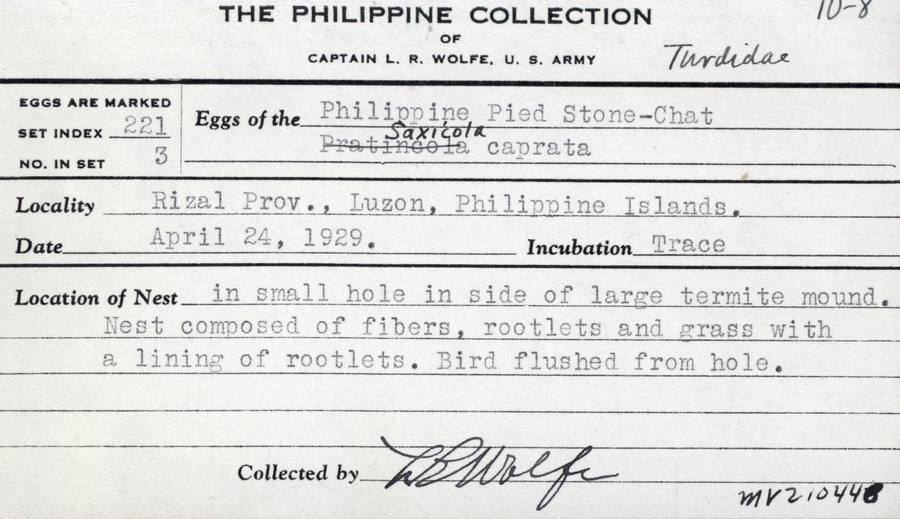 THE PHILIPPINE COLLECTION
10-8
OF
CAPTAIN L. R. WOLFE, U. S. ARMY
Turdidae
EGGS ARE MARKED
SET INDEX 221
NO. IN SET 3
Eggs of the Philippine Pied Stone-Chat
Saxicola
Pratincola caprata
Locality Rizal Prov., Luzon, Philippine Islands.
Date April 24, 1929. Incubation Trace
Location of Nest in small hole in side of large termite mound.
Nest composed of fibers, rootlets and grass with
a lining of rootlets. Bird flushed from hole.
Collected by LRWolfe